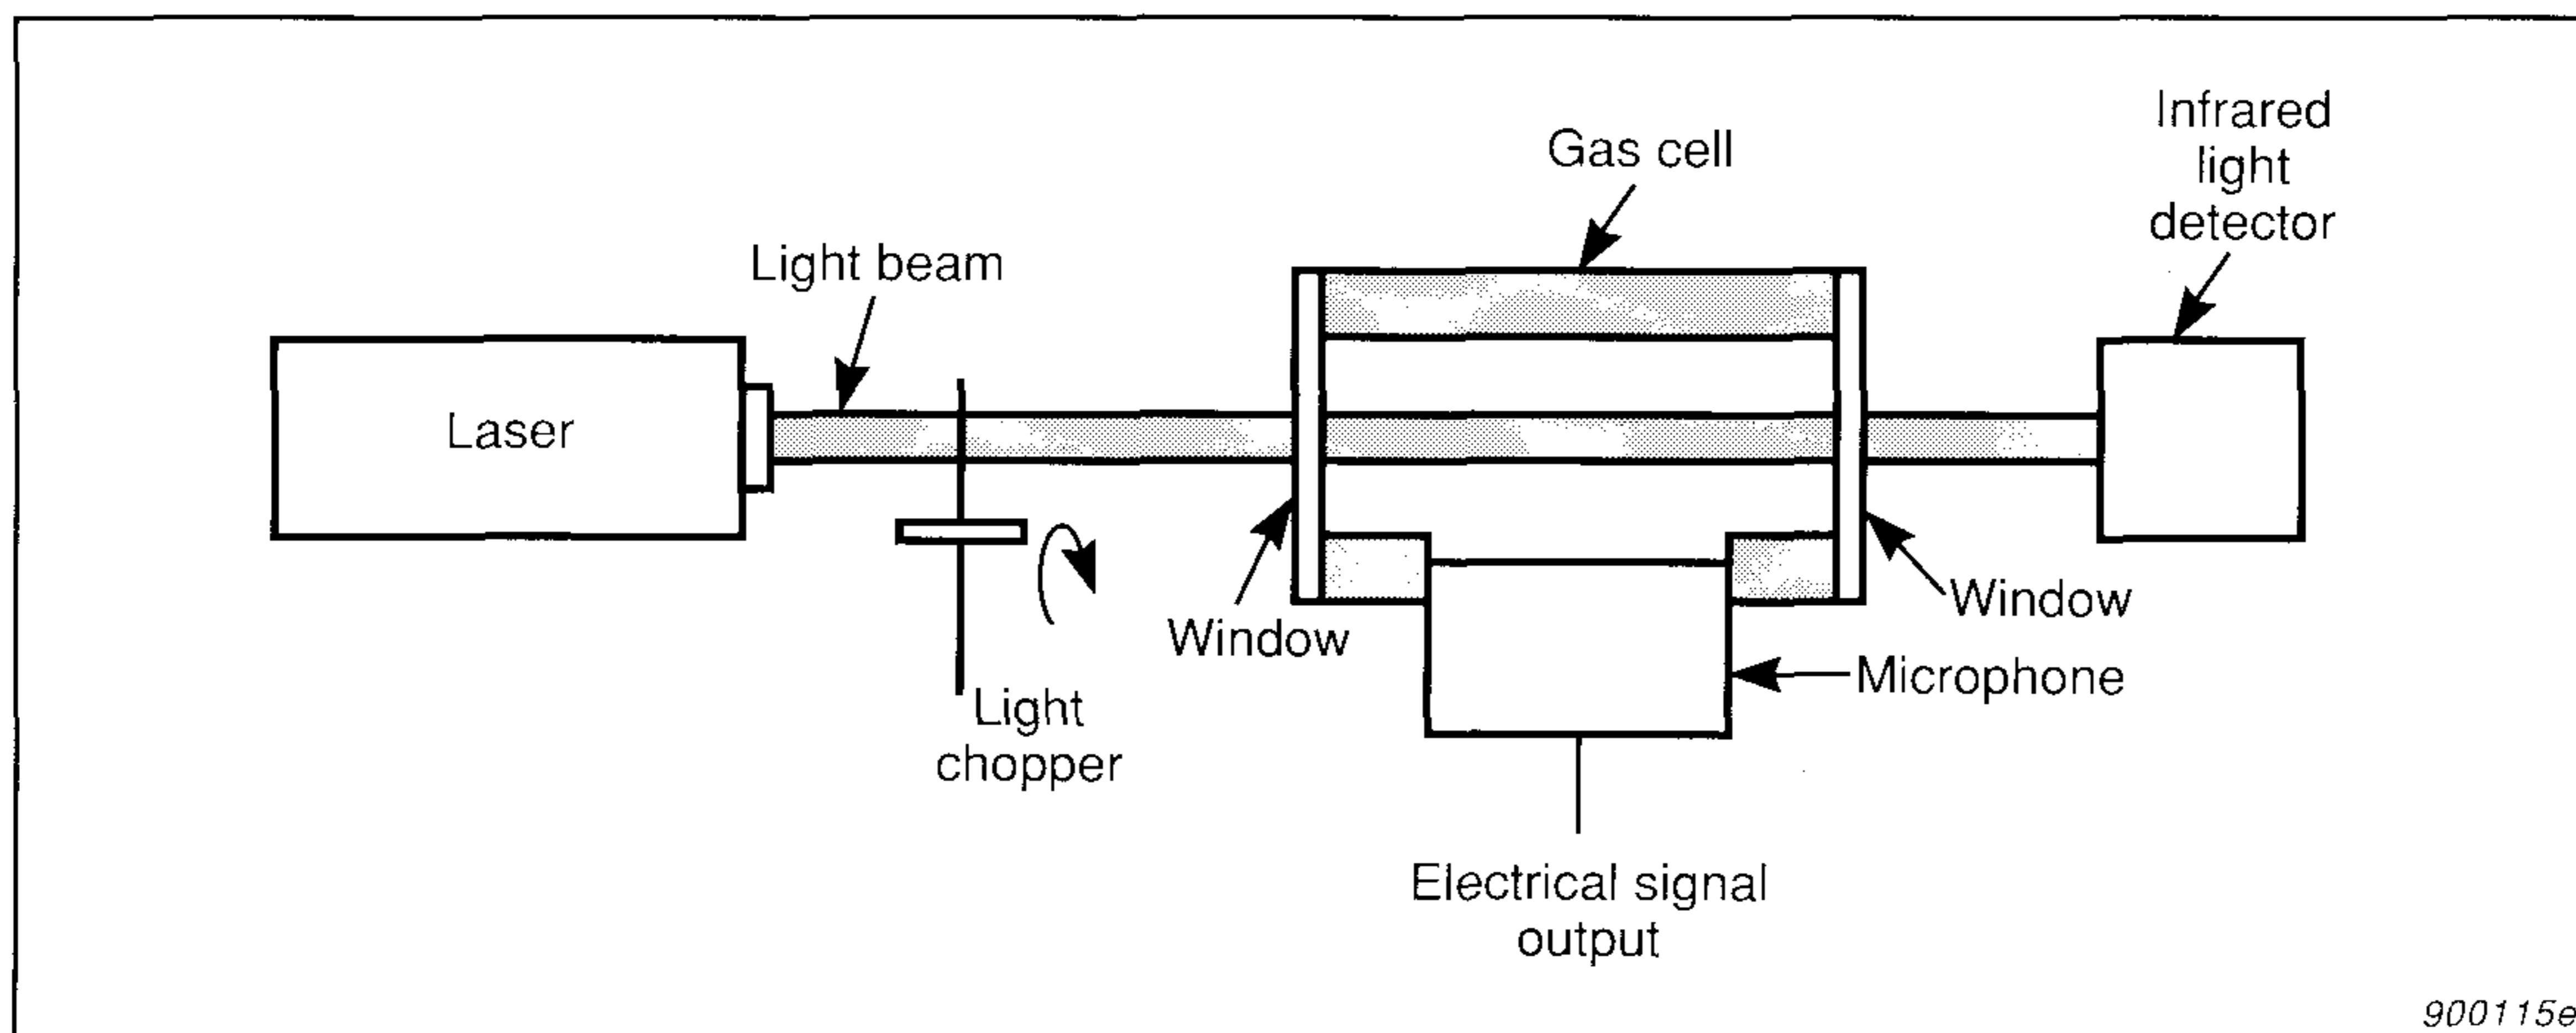 Infrared
light
detector
Gas cell
Light beam
Laser
Window
Window
Microphone
Light
chopper
Electrical signal
output
900115e